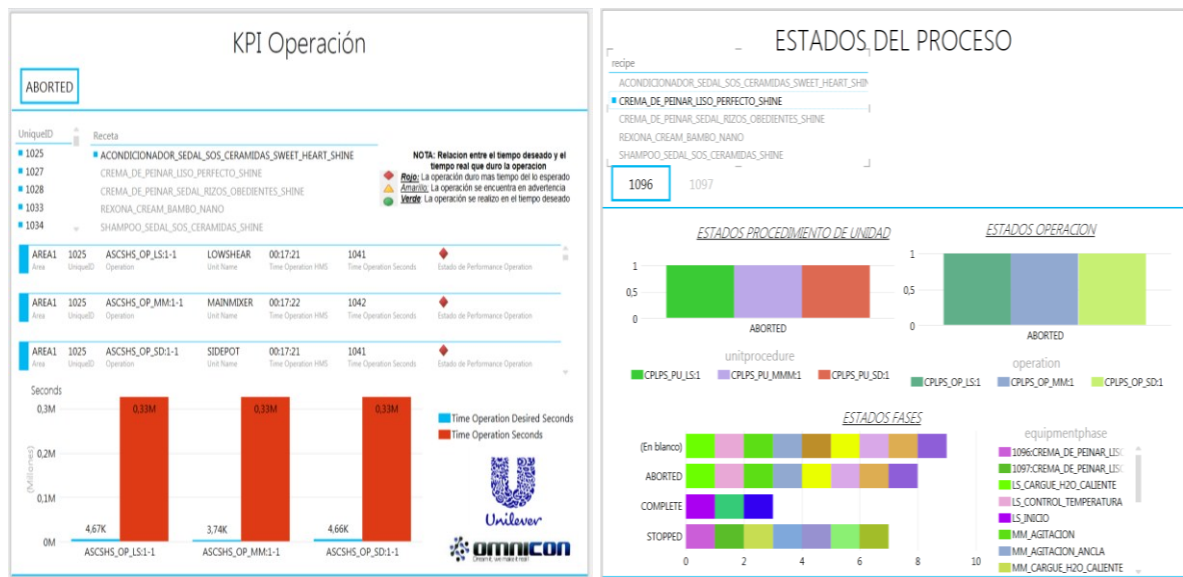 KPI Operación
ABORTED
UniqueID
1025
1027
1028
1033
1034
Receta
ACONDICIONADOR_SEDAL_SOS_CERAMIDAS_SWEET_HEART_SHINE
CREMA_DE_PEINAR_LISO_PERFECTO_SHINE
CREMA_DE_PEINAR_SEDAL_RIZOS_OBEDIENTES_SHINE
REXONA_CREAM_BAMBO_NANO
SHAMPOO_SEDAL_SOS_CERAMIDAS_SHINE
NOTA: Relacion entre el tiempo deseado y el
tiempo real que duro la operacion
Rojo: La operación duro mas tiempo del lo esperado
Amarillo: La operación se encuentra en advertencia
Verde: La operación se realizo en el tiempo deseado
AREA1 1025 ASCSHS_OP_LS:1-1 LOWSHEAR 00:17:21 1041
Area UniqueID Operation Unit Name Time Operation HMS Time Operation Seconds Estado de Performance Operation
AREA1 1025 ASCSHS_OP_MM:1-1 MAINMIXER 00:17:22 1042
Area UniqueID Operation Unit Name Time Operation HMS Time Operation Seconds Estado de Performance Operation
AREA1 1025 ASCSHS_OP_SD:1-1 SIDEPOT 00:17:21 1041
Area UniqueID Operation Unit Name Time Operation HMS Time Operation Seconds Estado de Performance Operation
Seconds
(Millones)
0,3M
0,2M
0,1M
0M
0,33M 0,33M 0,33M
4,67K 3,74K 4,66K
ASCSHS_OP_LS:1-1 ASCSHS_OP_MM:1-1 ASCSHS_OP_SD:1-1
Time Operation Desired Seconds
Time Operation Seconds
Unilever
OMNICON
ESTADOS DEL PROCESO
recipe
ACONDICIONADOR_SEDAL_SOS_CERAMIDAS_SWEET_HEART_SHIN
CREMA_DE_PEINAR_LISO_PERFECTO_SHINE
CREMA_DE_PEINAR_SEDAL_RIZOS_OBEDIENTES_SHINE
REXONA_CREAM_BAMBO_NANO
SHAMPOO_SEDAL_SOS_CERAMIDAS_SHINE
1096 1097
ESTADOS PROCEDIMIENTO DE UNIDAD
1
0,5
0
ABORTED
unitprocedure
CPLPS_PU_LS:1 CPLPS_PU_MMM:1 CPLPS_PU_SD:1
ESTADOS OPERACION
1
0,5
0
ABORTED
operation
CPLPS_OP_LS:1 CPLPS_OP_MM:1 CPLPS_OP_SD:1
ESTADOS FASES
(En blanco)
ABORTED
COMPLETE
STOPPED
0 2 4 6 8 10
equipmentphase
1096:CREMA_DE_PEINAR_LISC
1097:CREMA_DE_PEINAR_LISC
LS_CARGUE_H2O_CALIENTE
LS_CONTROL_TEMPERATURA
LS_INICIO
MM_AGITACION
MM_AGITACION_ANCLA
MM_CARGUE_H2O_CALIENTE